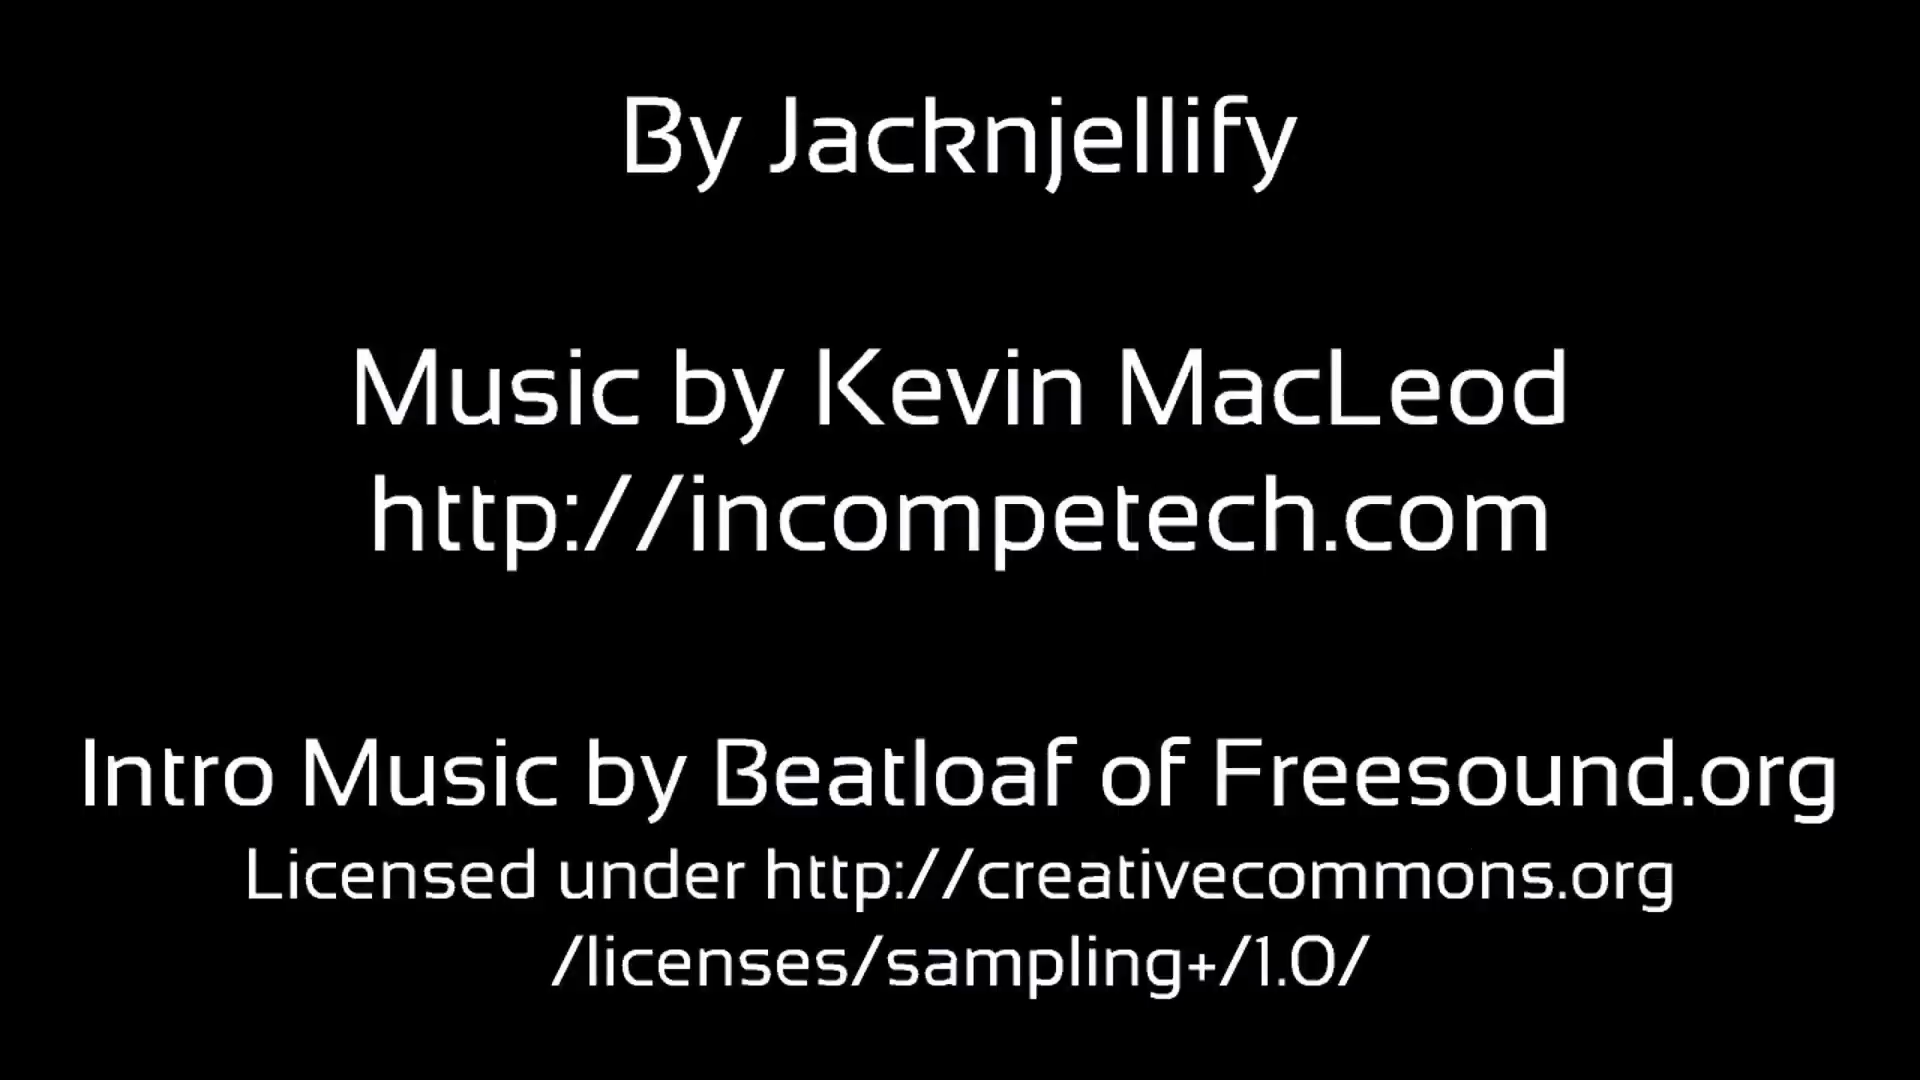 By Jacknjellify
Music by Kevin MacLeod
http://incompetech.com
Intro Music by Beatloaf of Freesound.org
Licensed under http://creativecommons.org
/licenses/sampling+/1.0/